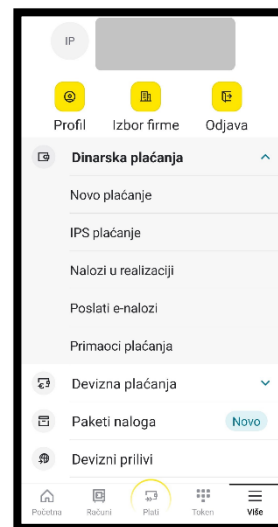 IP
Profil
Izbor firme
Odjava
Dinarska plaćanja
Novo plaćanje
IPS plaćanje
Nalozi u realizaciji
Poslati e-nalozi
Primaoci plaćanja
Devizna plaćanja
Paketi naloga
Novo
Devizni prilivi
Početna
Računi
Plati
Token
Više